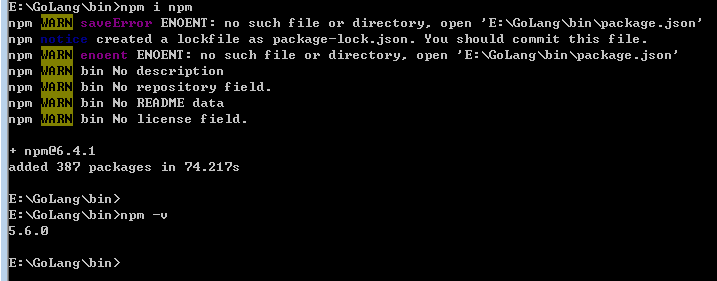 E:\GoLang\bin>npm i npm
npm WARN saveError ENOENT: no such file or directory, open 'E:\GoLang\bin\package.json'
npm notice created a lockfile as package-lock.json. You should commit this file.
npm WARN enoent ENOENT: no such file or directory, open 'E:\GoLang\bin\package.json'
npm WARN bin No description
npm WARN bin No repository field.
npm WARN bin No README data
npm WARN bin No license field.
+ npm@6.4.1
added 387 packages in 74.217s
E:\GoLang\bin>
E:\GoLang\bin>npm -v
5.6.0
E:\GoLang\bin>